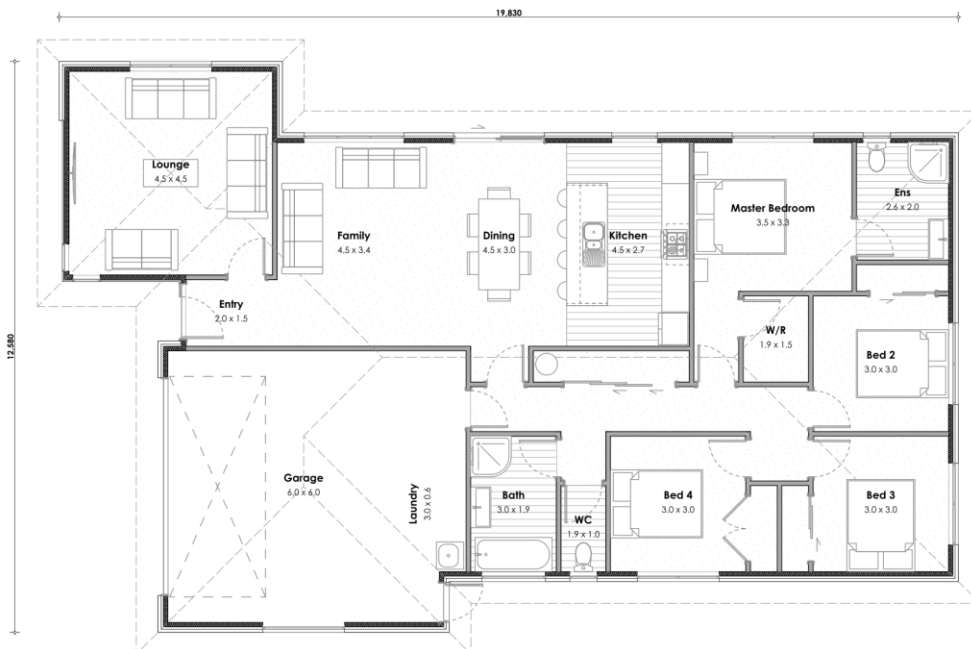 19,830
12,580
Lounge
4.5 x 4.5
Family
4.5 x 3.4
Dining
4.5 x 3.0
Kitchen
4.5 x 2.7
Master Bedroom
3.5 x 3.3
Ens
2.6 x 2.0
Entry
2.0 x 1.5
W/R
1.9 x 1.5
Bed 2
3.0 x 3.0
Garage
6.0 x 6.0
Laundry
3.0 x 0.6
Bath
3.0 x 1.9
WC
1.9 x 1.0
Bed 4
3.0 x 3.0
Bed 3
3.0 x 3.0